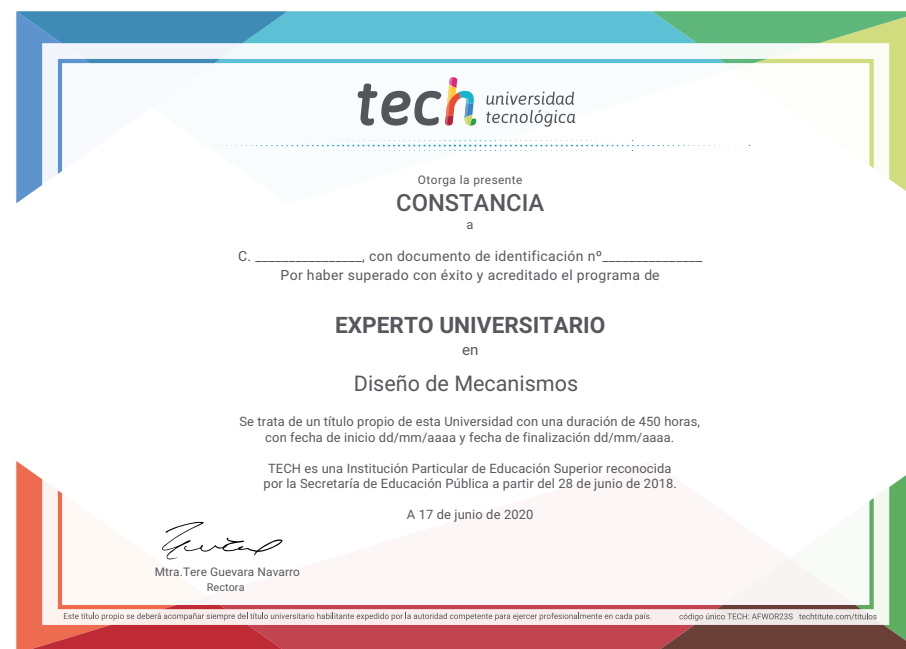 tech universidad
tecnológica
Otorga la presente
CONSTANCIA
a
C. ________________, con documento de identificación nº_______________
Por haber superado con éxito y acreditado el programa de
EXPERTO UNIVERSITARIO
en
Diseño de Mecanismos
Se trata de un título propio de esta Universidad con una duración de 450 horas,
con fecha de inicio dd/mm/aaaa y fecha de finalización dd/mm/aaaa.
TECH es una Institución Particular de Educación Superior reconocida
por la Secretaría de Educación Pública a partir del 28 de junio de 2018.
A 17 de junio de 2020
Mtra.Tere Guevara Navarro
Rectora
Este título propio se deberá acompañar siempre del título universitario habilitante expedido por la autoridad competente para ejercer profesionalmente en cada país. código único TECH: AFWOR23S techtitute.com/titulos